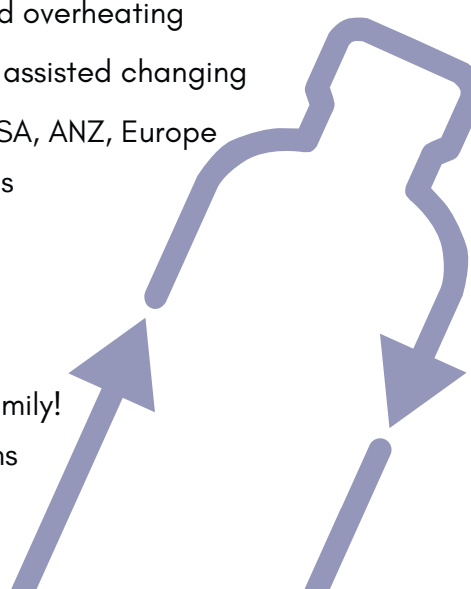 d overheating
assisted changing
SA, ANZ, Europe
s
mily!
ns